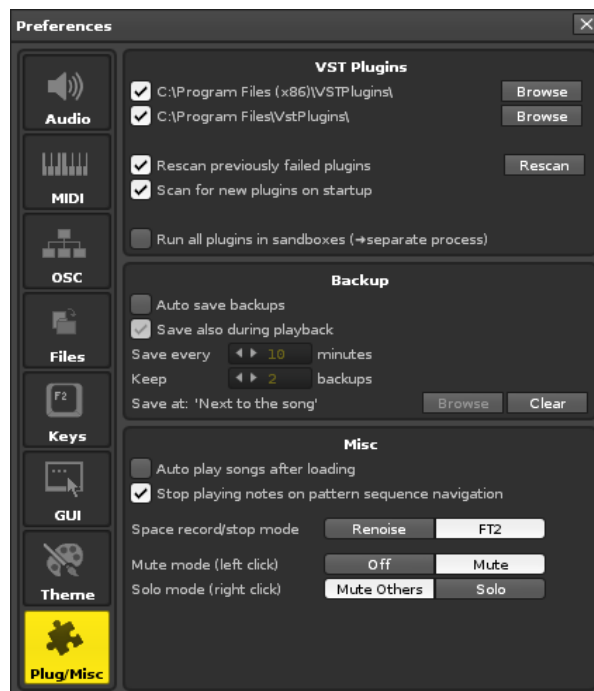 Preferences
Audio
MIDI
OSC
Files
F2
Keys
GUI
Theme
Plug/Misc
VST Plugins
C:\Program Files (x86)\VSTPlugins\ Browse
C:\Program Files\VstPlugins\ Browse
Rescan previously failed plugins Rescan
Scan for new plugins on startup
Run all plugins in sandboxes (➔separate process)
Backup
Auto save backups
Save also during playback
Save every 10 minutes
Keep 2 backups
Save at: 'Next to the song' Browse Clear
Misc
Auto play songs after loading
Stop playing notes on pattern sequence navigation
Space record/stop mode Renoise FT2
Mute mode (left click) Off Mute
Solo mode (right click) Mute Others Solo